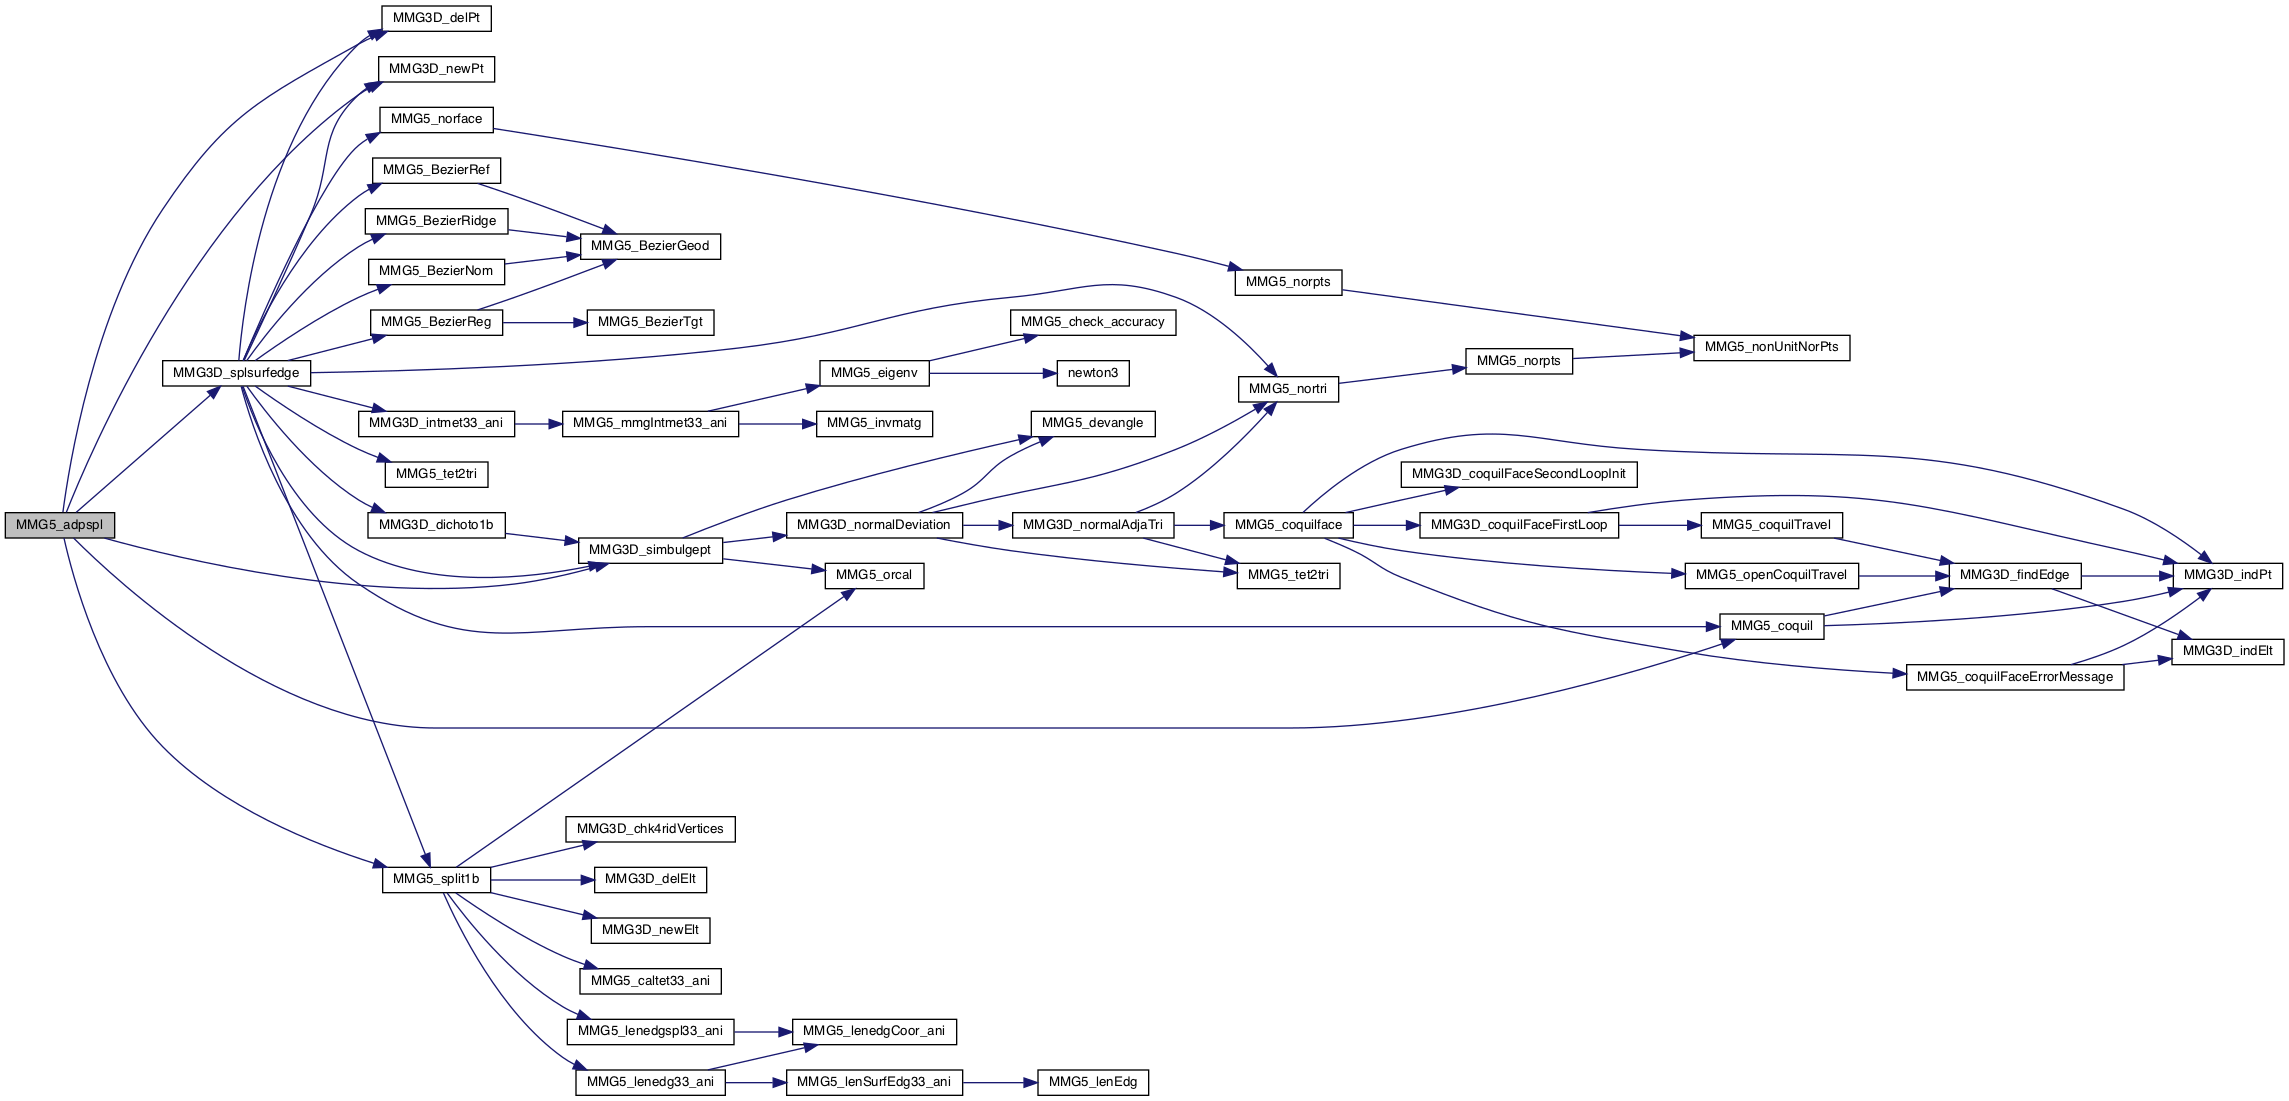 MMG5_adpspl
MMG3D_splsurfedge
MMG3D_delPt
MMG3D_newPt
MMG5_norface
MMG5_BezierRef
MMG5_BezierRidge
MMG5_BezierNom
MMG5_BezierReg
MMG3D_intmet33_ani
MMG5_tet2tri
MMG3D_dichoto1b
MMG5_split1b
MMG5_BezierGeod
MMG5_BezierTgt
MMG5_mmgIntmet33_ani
MMG3D_simbulgept
MMG3D_chk4ridVertices
MMG3D_delElt
MMG3D_newElt
MMG5_caltet33_ani
MMG5_lenedgspl33_ani
MMG5_lenedg33_ani
MMG5_eigenv
MMG5_invmatg
MMG3D_normalDeviation
MMG5_orcal
MMG5_lenedgCoor_ani
MMG5_lenSurfEdg33_ani
MMG5_check_accuracy
newton3
MMG5_devangle
MMG3D_normalAdjaTri
MMG5_lenEdg
MMG5_norpts
MMG5_nortri
MMG5_coquilface
MMG5_tet2tri
MMG5_norpts
MMG3D_coquilFaceSecondLoopInit
MMG3D_coquilFaceFirstLoop
MMG5_nonUnitNorPts
MMG5_coquilTravel
MMG5_openCoquilTravel
MMG5_coquil
MMG3D_findEdge
MMG5_coquilFaceErrorMessage
MMG3D_indPt
MMG3D_indElt